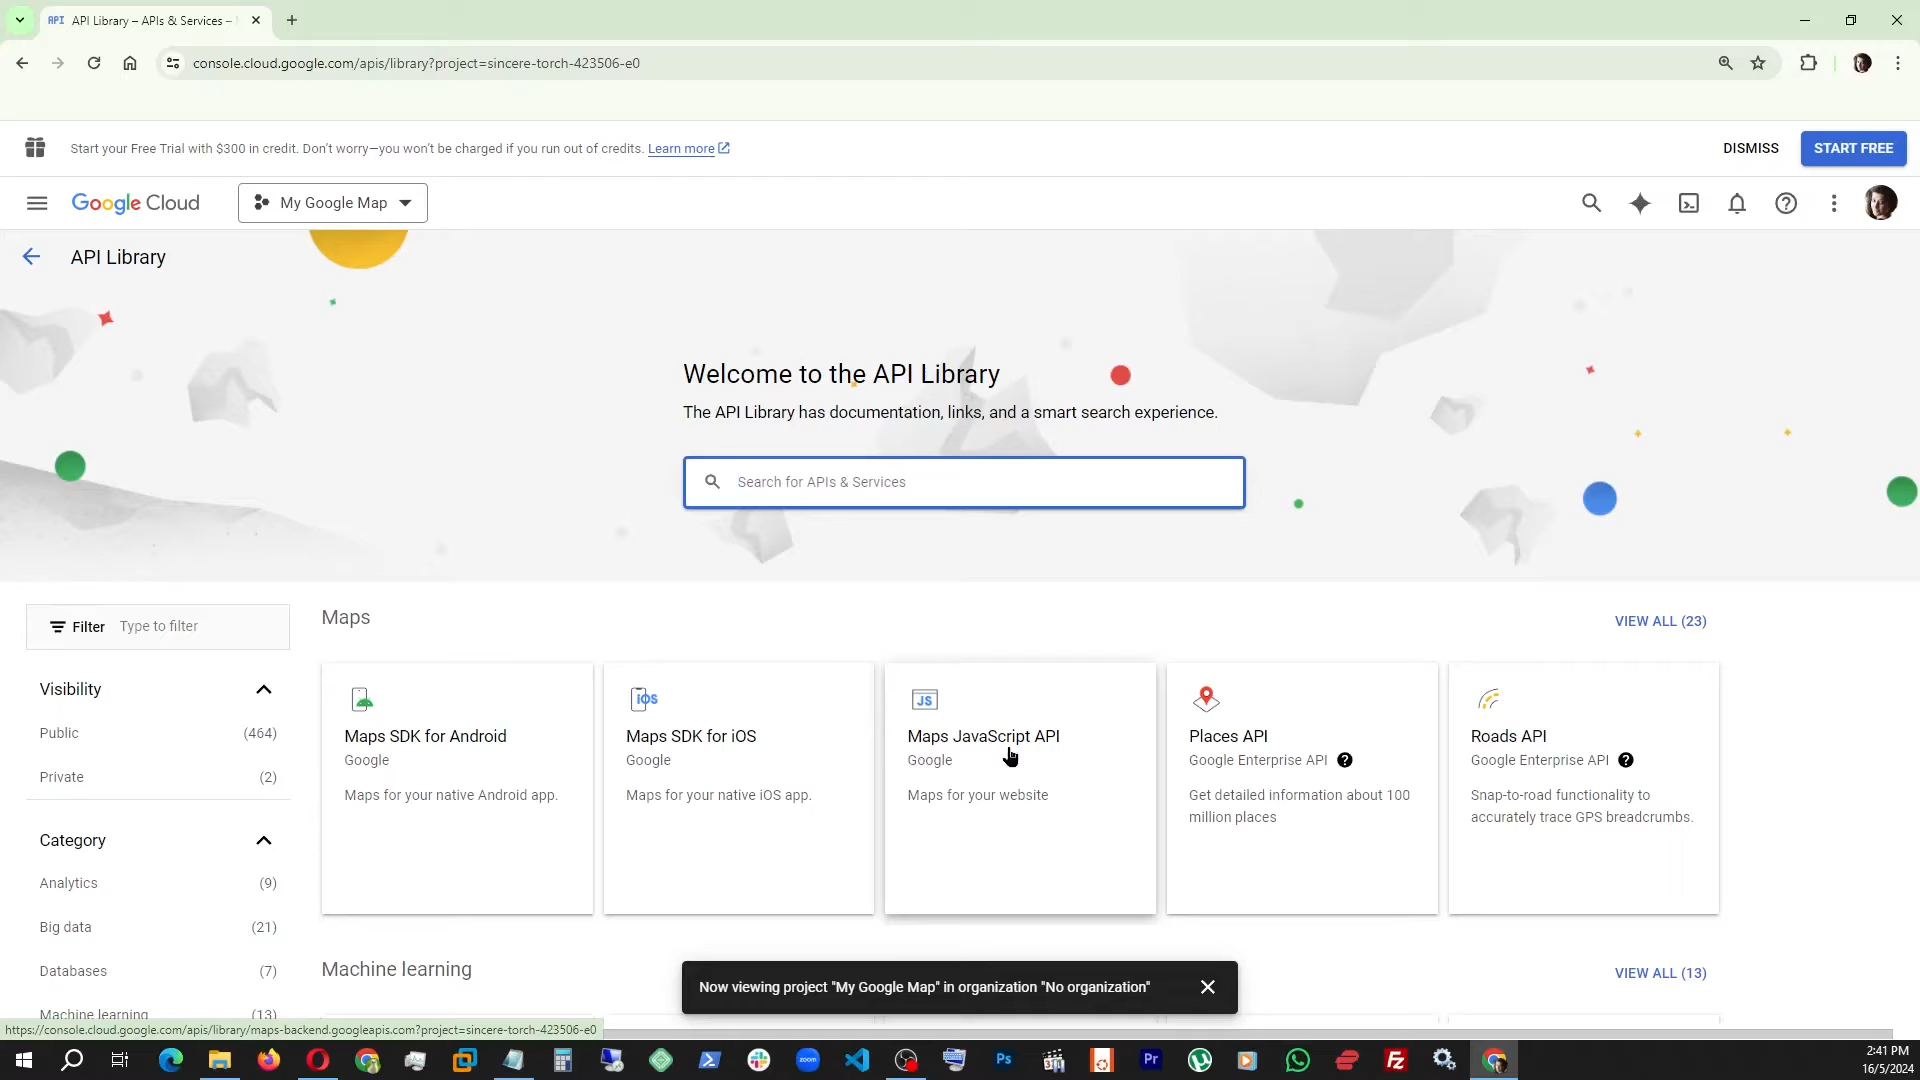 API API Library – APIs & Services –
console.cloud.google.com/apis/library?project=sincere-torch-423506-e0
Start your Free Trial with $300 in credit. Don't worry—you won't be charged if you run out of credits. Learn more
DISMISS
START FREE
Google Cloud
My Google Map
API Library
Welcome to the API Library
The API Library has documentation, links, and a smart search experience.
Search for APIs & Services
Filter Type to filter
Maps
VIEW ALL (23)
Visibility
Public (464)
Private (2)
Category
Analytics (9)
Big data (21)
Databases (7)
Machine learning (13)
Maps SDK for Android
Google
Maps for your native Android app.
iOS
Maps SDK for iOS
Google
Maps for your native iOS app.
JS
Maps JavaScript API
Google
Maps for your website
Places API
Google Enterprise API
Get detailed information about 100
million places
Roads API
Google Enterprise API
Snap-to-road functionality to
accurately trace GPS breadcrumbs.
Machine learning
VIEW ALL (13)
Now viewing project "My Google Map" in organization "No organization"
https://console.cloud.google.com/apis/library/maps-backend.googleapis.com?project=sincere-torch-423506-e0
zoom
Ps
Pr
Fz
2:41 PM
16/5/2024